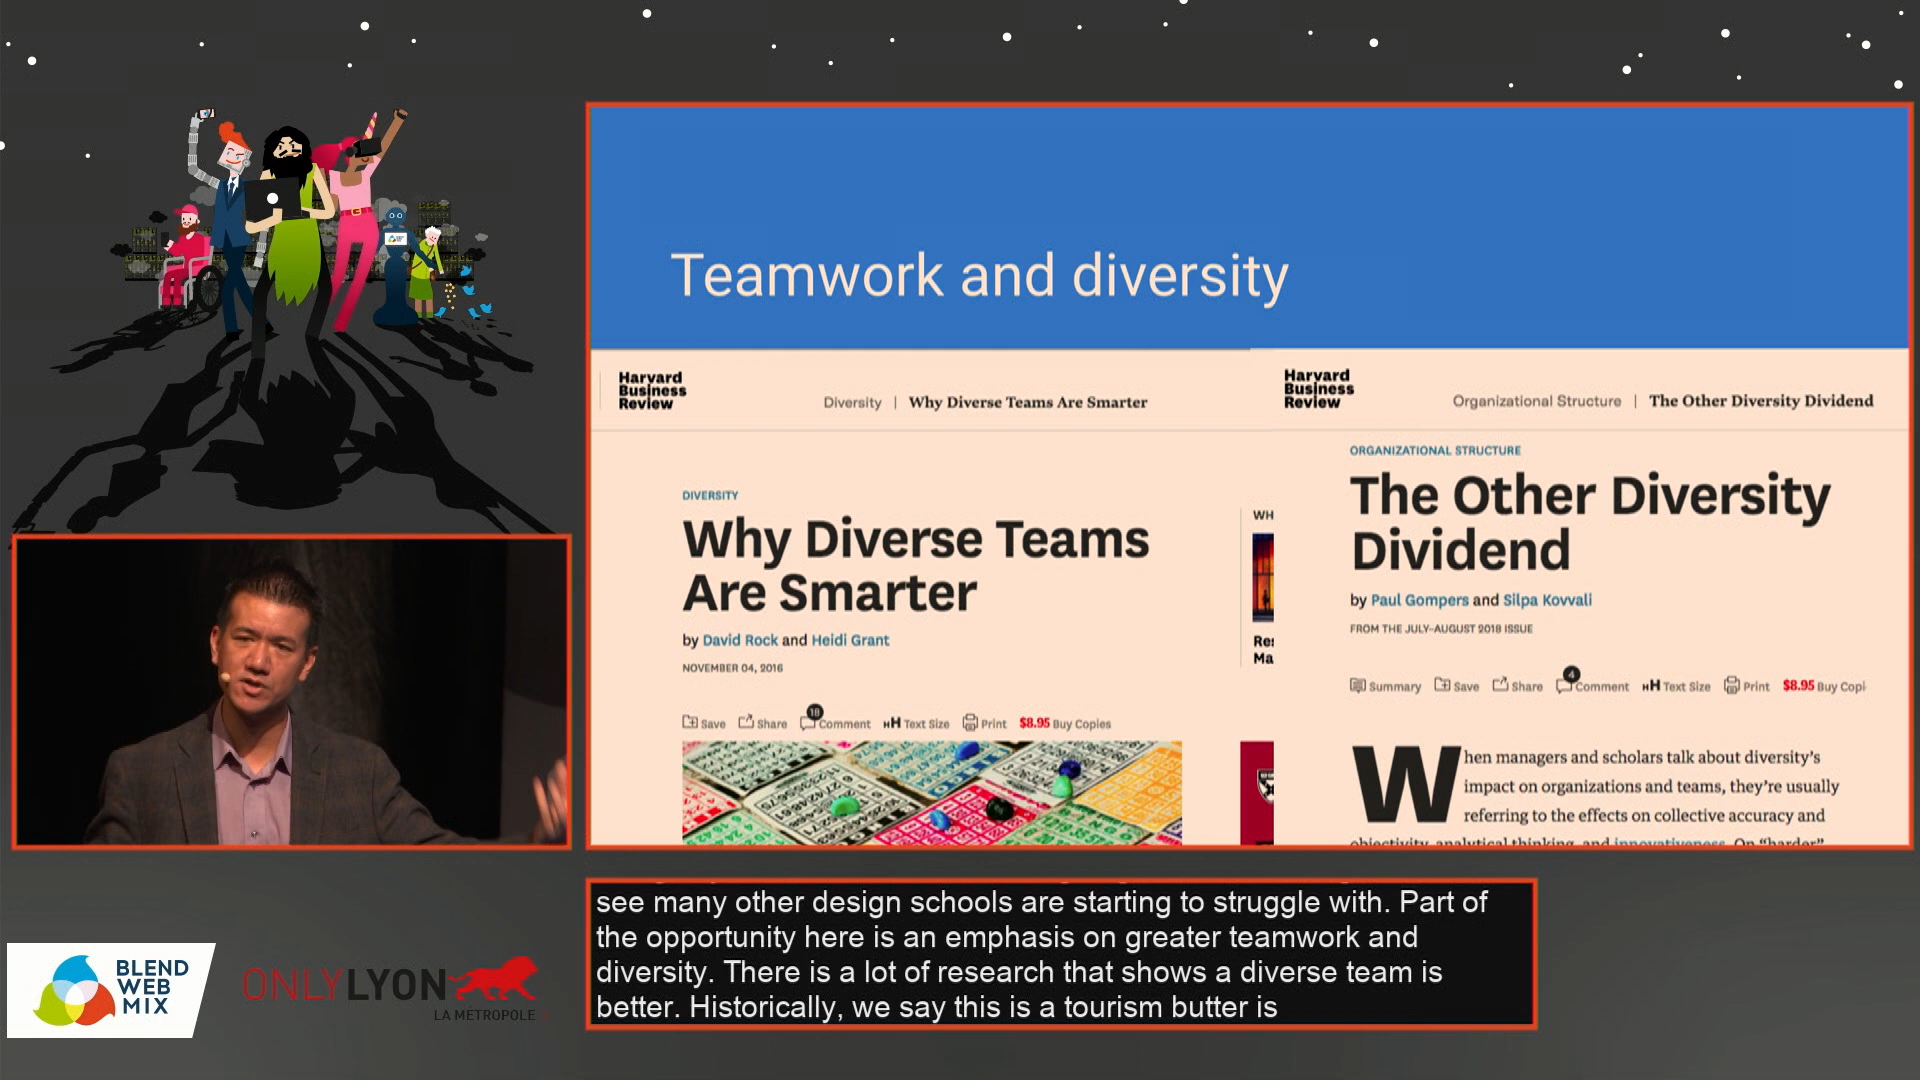 Teamwork and diversity
Harvard
Business
Review
Diversity | Why Diverse Teams Are Smarter
DIVERSITY
Why Diverse Teams
Are Smarter
by David Rock and Heidi Grant
NOVEMBER 04, 2016
Save Share 18 Comment Text Size Print $8.95 Buy Copies
WH
Res
Ma
Harvard
Business
Review
Organizational Structure | The Other Diversity Dividend
ORGANIZATIONAL STRUCTURE
The Other Diversity
Dividend
by Paul Gompers and Silpa Kovvali
FROM THE JULY–AUGUST 2018 ISSUE
Summary Save Share 4 Comment Text Size Print $8.95 Buy Copi
When managers and scholars talk about diversity's
impact on organizations and teams, they're usually
referring to the effects on collective accuracy and
objectivity, analytical thinking, and innovativeness. On "harder"
see many other design schools are starting to struggle with. Part of
the opportunity here is an emphasis on greater teamwork and
diversity. There is a lot of research that shows a diverse team is
better. Historically, we say this is a tourism butter is
BLEND
WEB
MIX
ONLYLYON
LA MÉTROPOLE